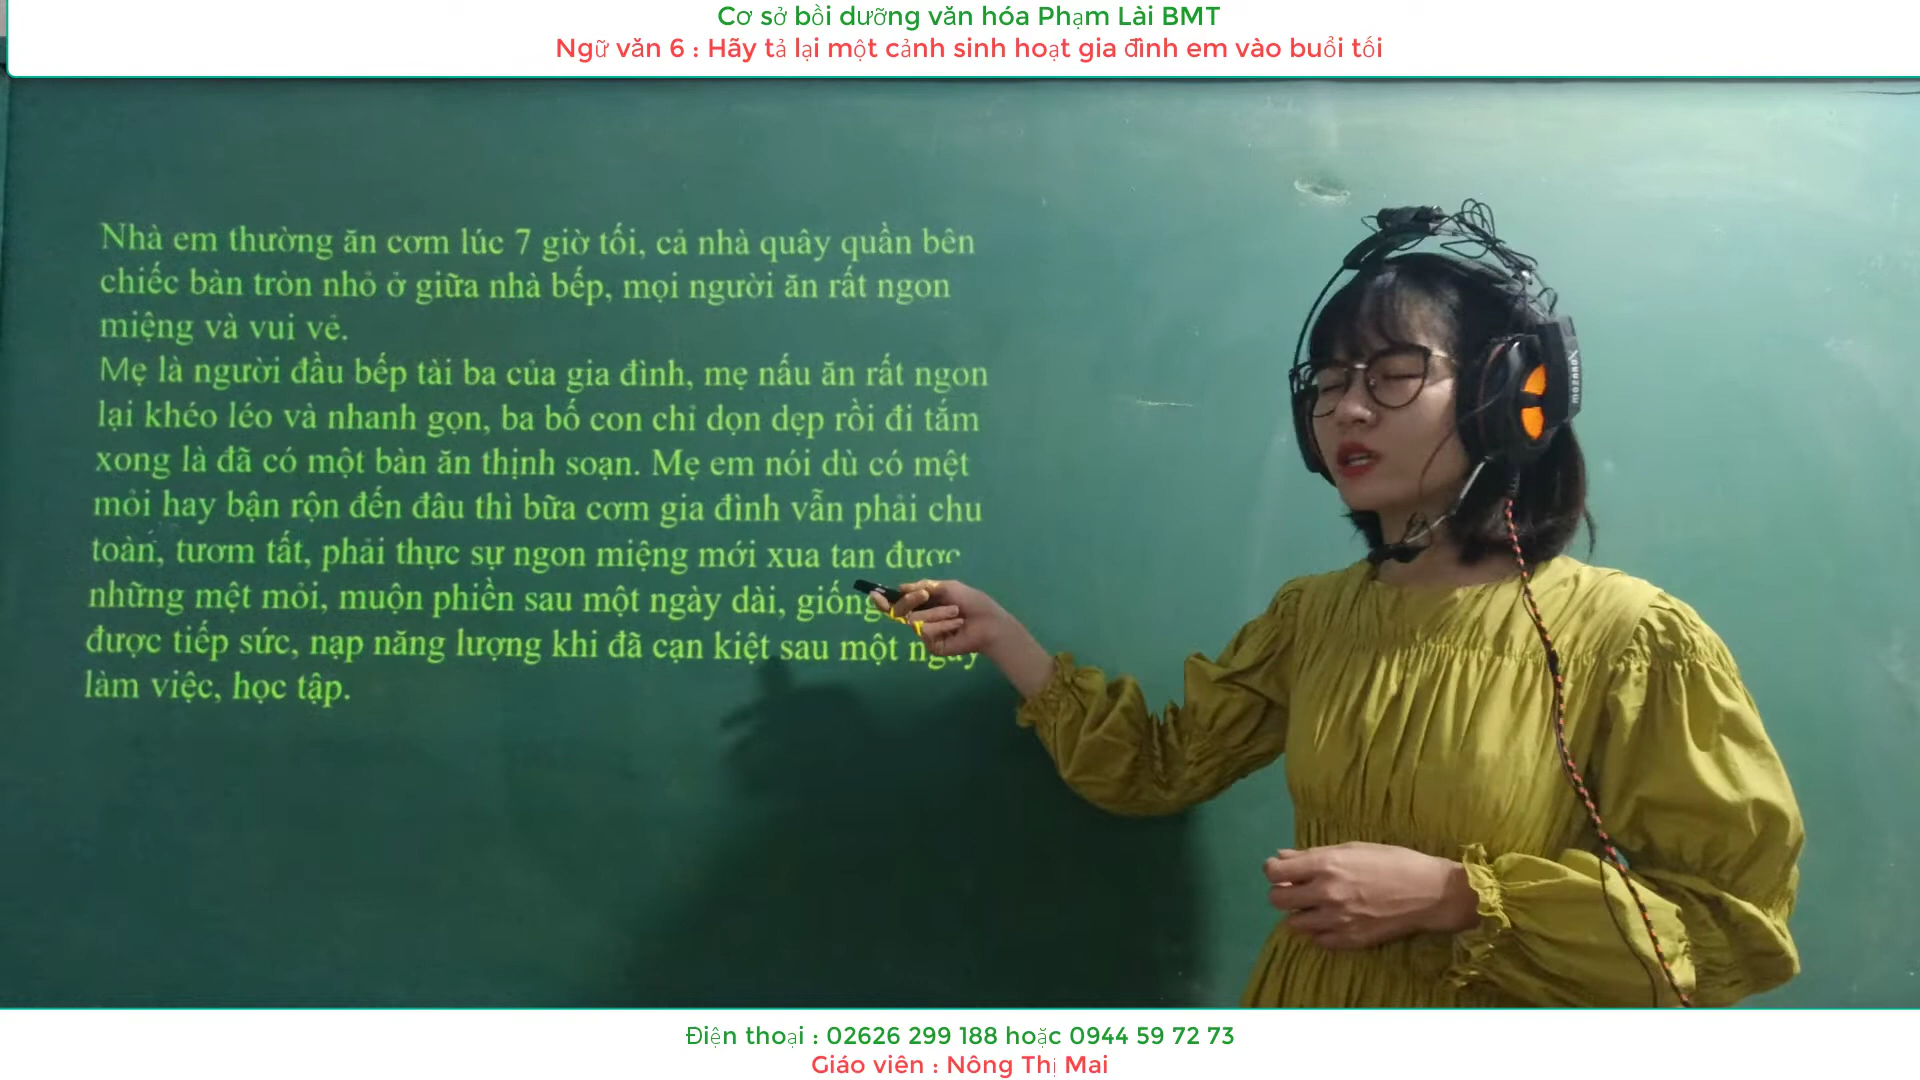 Cơ sở bồi dưỡng văn hóa Phạm Lài BMT
Ngữ văn 6 : Hãy tả lại một cảnh sinh hoạt gia đình em vào buổi tối
Nhà em thường ăn cơm lúc 7 giờ tối, cả nhà quây quần bên
chiếc bàn tròn nhỏ ở giữa nhà bếp, mọi người ăn rất ngon
miệng và vui vẻ.
Mẹ là người đầu bếp tài ba của gia đình, mẹ nấu ăn rất ngon
lại khéo léo và nhanh gọn, ba bố con chỉ dọn dẹp rồi đi tắm
xong là đã có một bàn ăn thịnh soạn. Mẹ em nói dù có mệt
mỏi hay bận rộn đến đâu thì bữa cơm gia đình vẫn phải chu
toàn, tươm tất, phải thực sự ngon miệng mới xua tan được
những mệt mỏi, muộn phiền sau một ngày dài, giống
được tiếp sức, nạp năng lượng khi đã cạn kiệt sau một ngày
làm việc, học tập.
MOZARDX
Điện thoại : 02626 299 188 hoặc 0944 59 72 73
Giáo viên : Nông Thị Mai